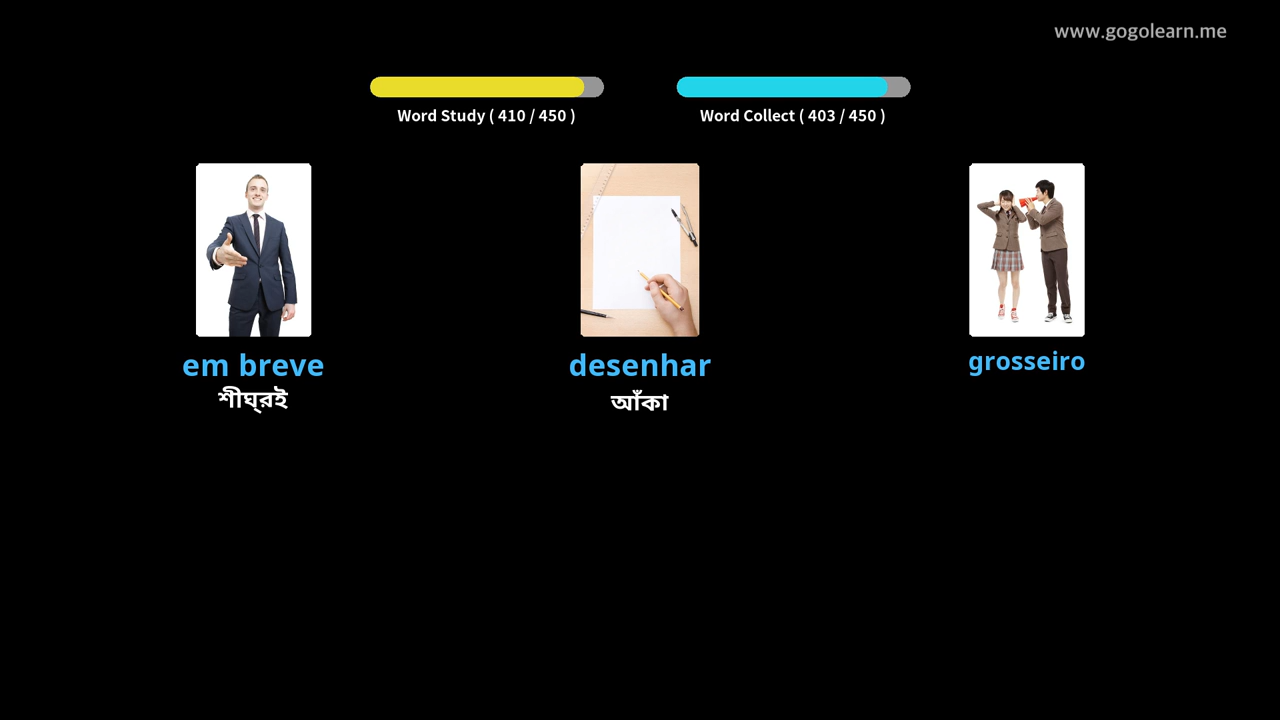 www.gogolearn.me
Word Study ( 410 / 450 )
Word Collect ( 403 / 450 )
em breve
শীঘ্রই
desenhar
আঁকা
grosseiro